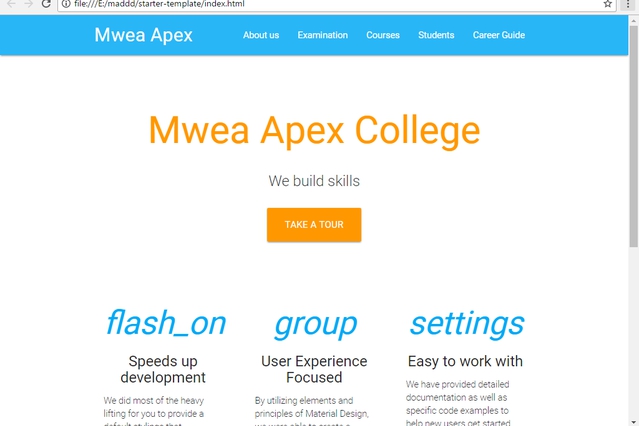 file:///E:/maddd/starter-template/index.html
Mwea Apex
About us Examination Courses Students Career Guide
Mwea Apex College
We build skills
TAKE A TOUR
flash_on
Speeds up
development
We did most of the heavy
lifting for you to provide a
default stylings that
group
User Experience
Focused
By utilizing elements and
principles of Material Design,
we were able to create a
settings
Easy to work with
We have provided detailed
documentation as well as
specific code examples to
help new users get started.